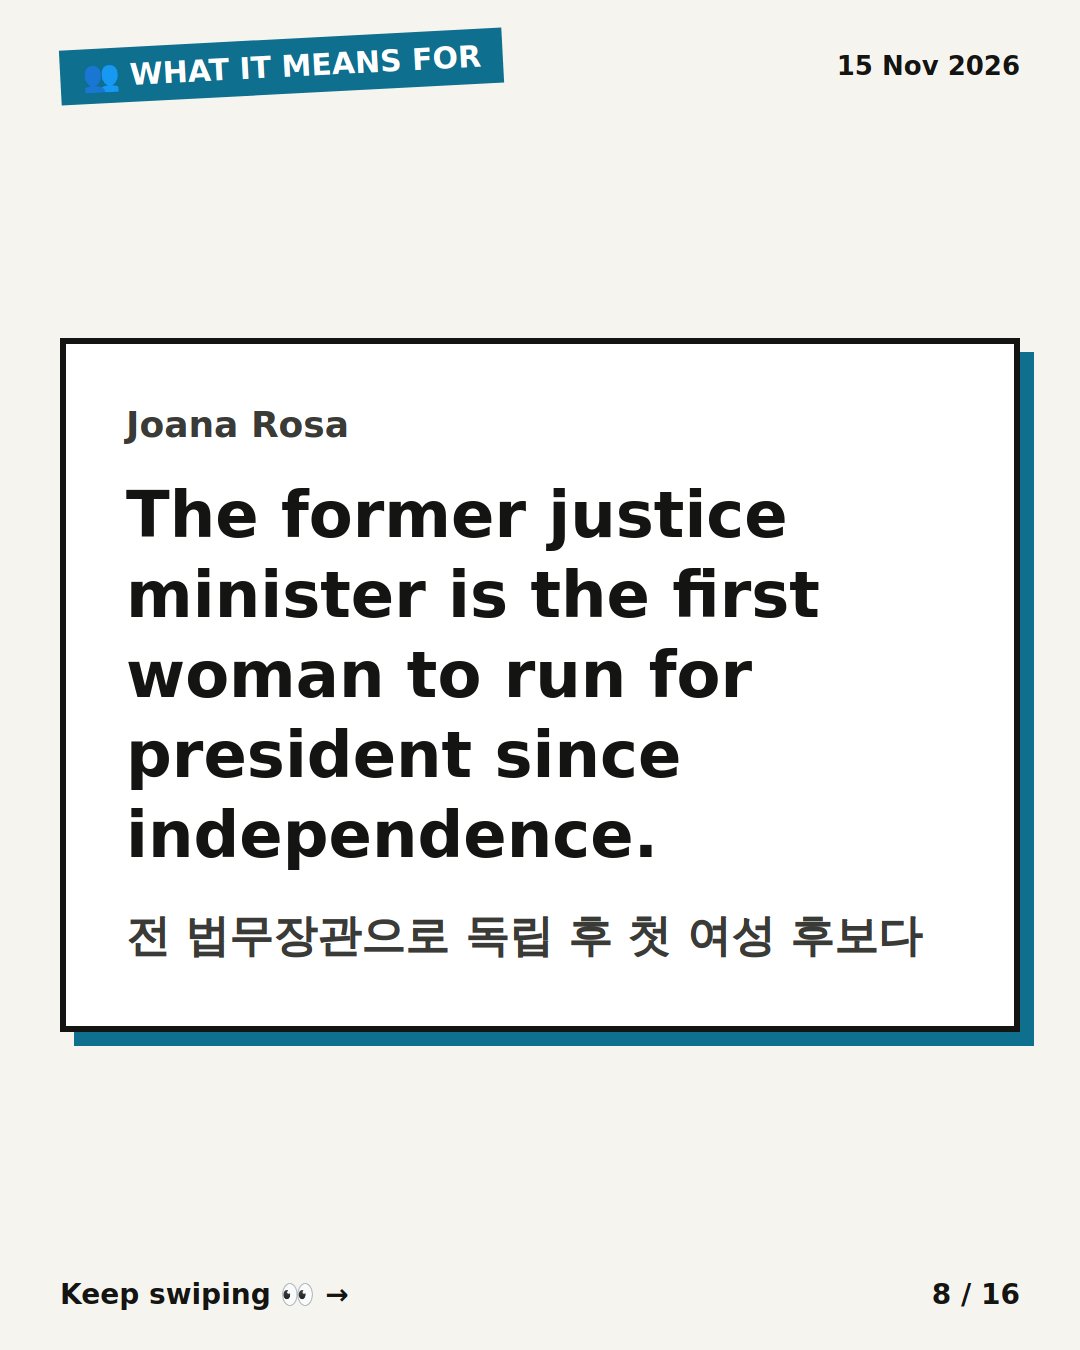 👥 WHAT IT MEANS FOR
15 Nov 2026
Joana Rosa
The former justice
minister is the first
woman to run for
president since
independence.
전 법무장관으로 독립 후 첫 여성 후보다
Keep swiping 👀 →
8 / 16